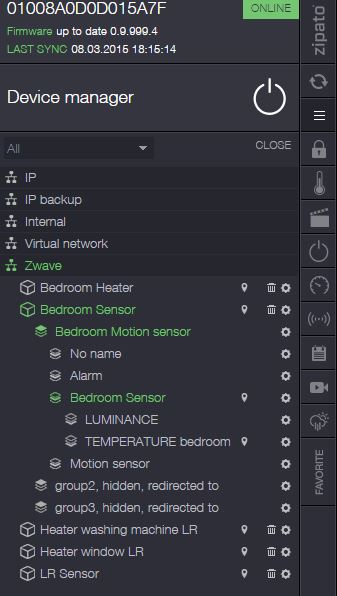 01008A0D0D015A7F
ONLINE
Firmware up to date 0.9.999.4
LAST SYNC 08.03.2015 18:15:14
zipato
Device manager
All
CLOSE
IP
IP backup
Internal
Virtual network
Zwave
Bedroom Heater
Bedroom Sensor
Bedroom Motion sensor
No name
Alarm
Bedroom Sensor
LUMINANCE
TEMPERATURE bedroom
Motion sensor
group2, hidden, redirected to
group3, hidden, redirected to
Heater washing machine LR
Heater window LR
LR Sensor
FAVORITE